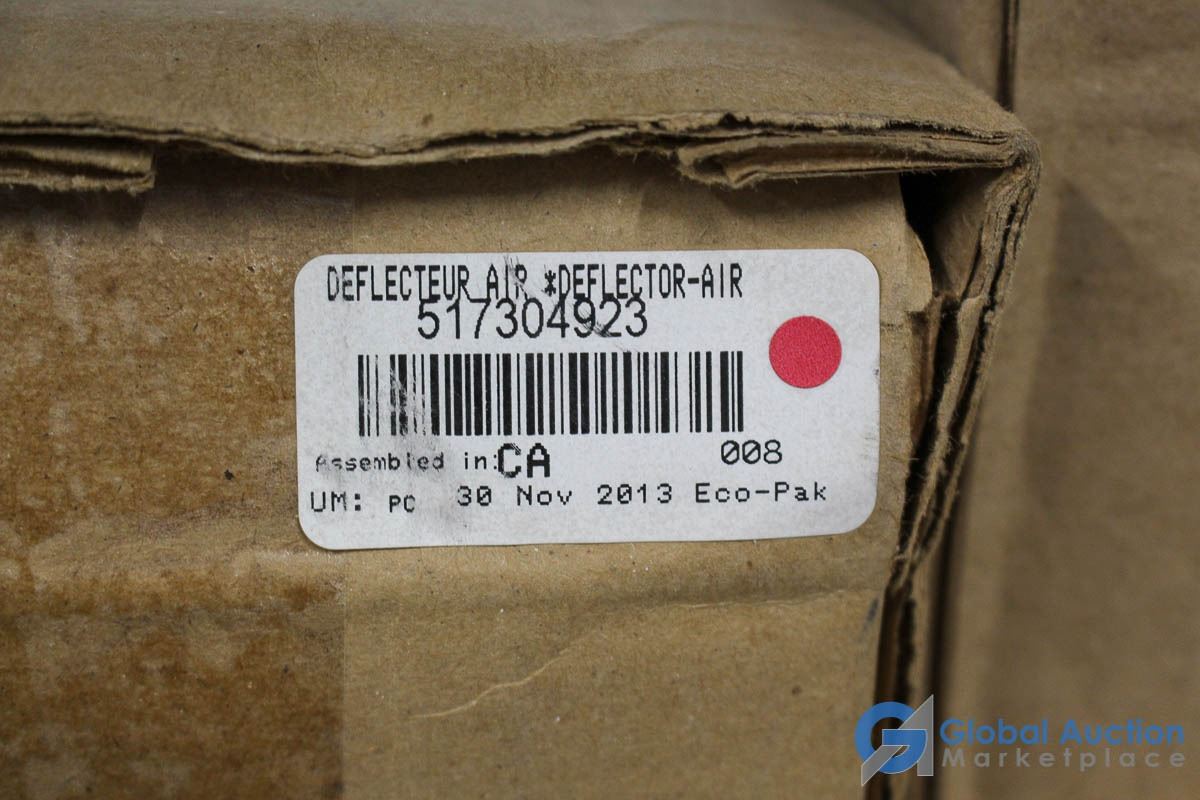 DEFLECTEUR AIR *DEFLECTOR-AIR
517304923
Assembled in:CA 008
UM: PC 30 Nov 2013 Eco-Pak
Global Auction
Marketplace